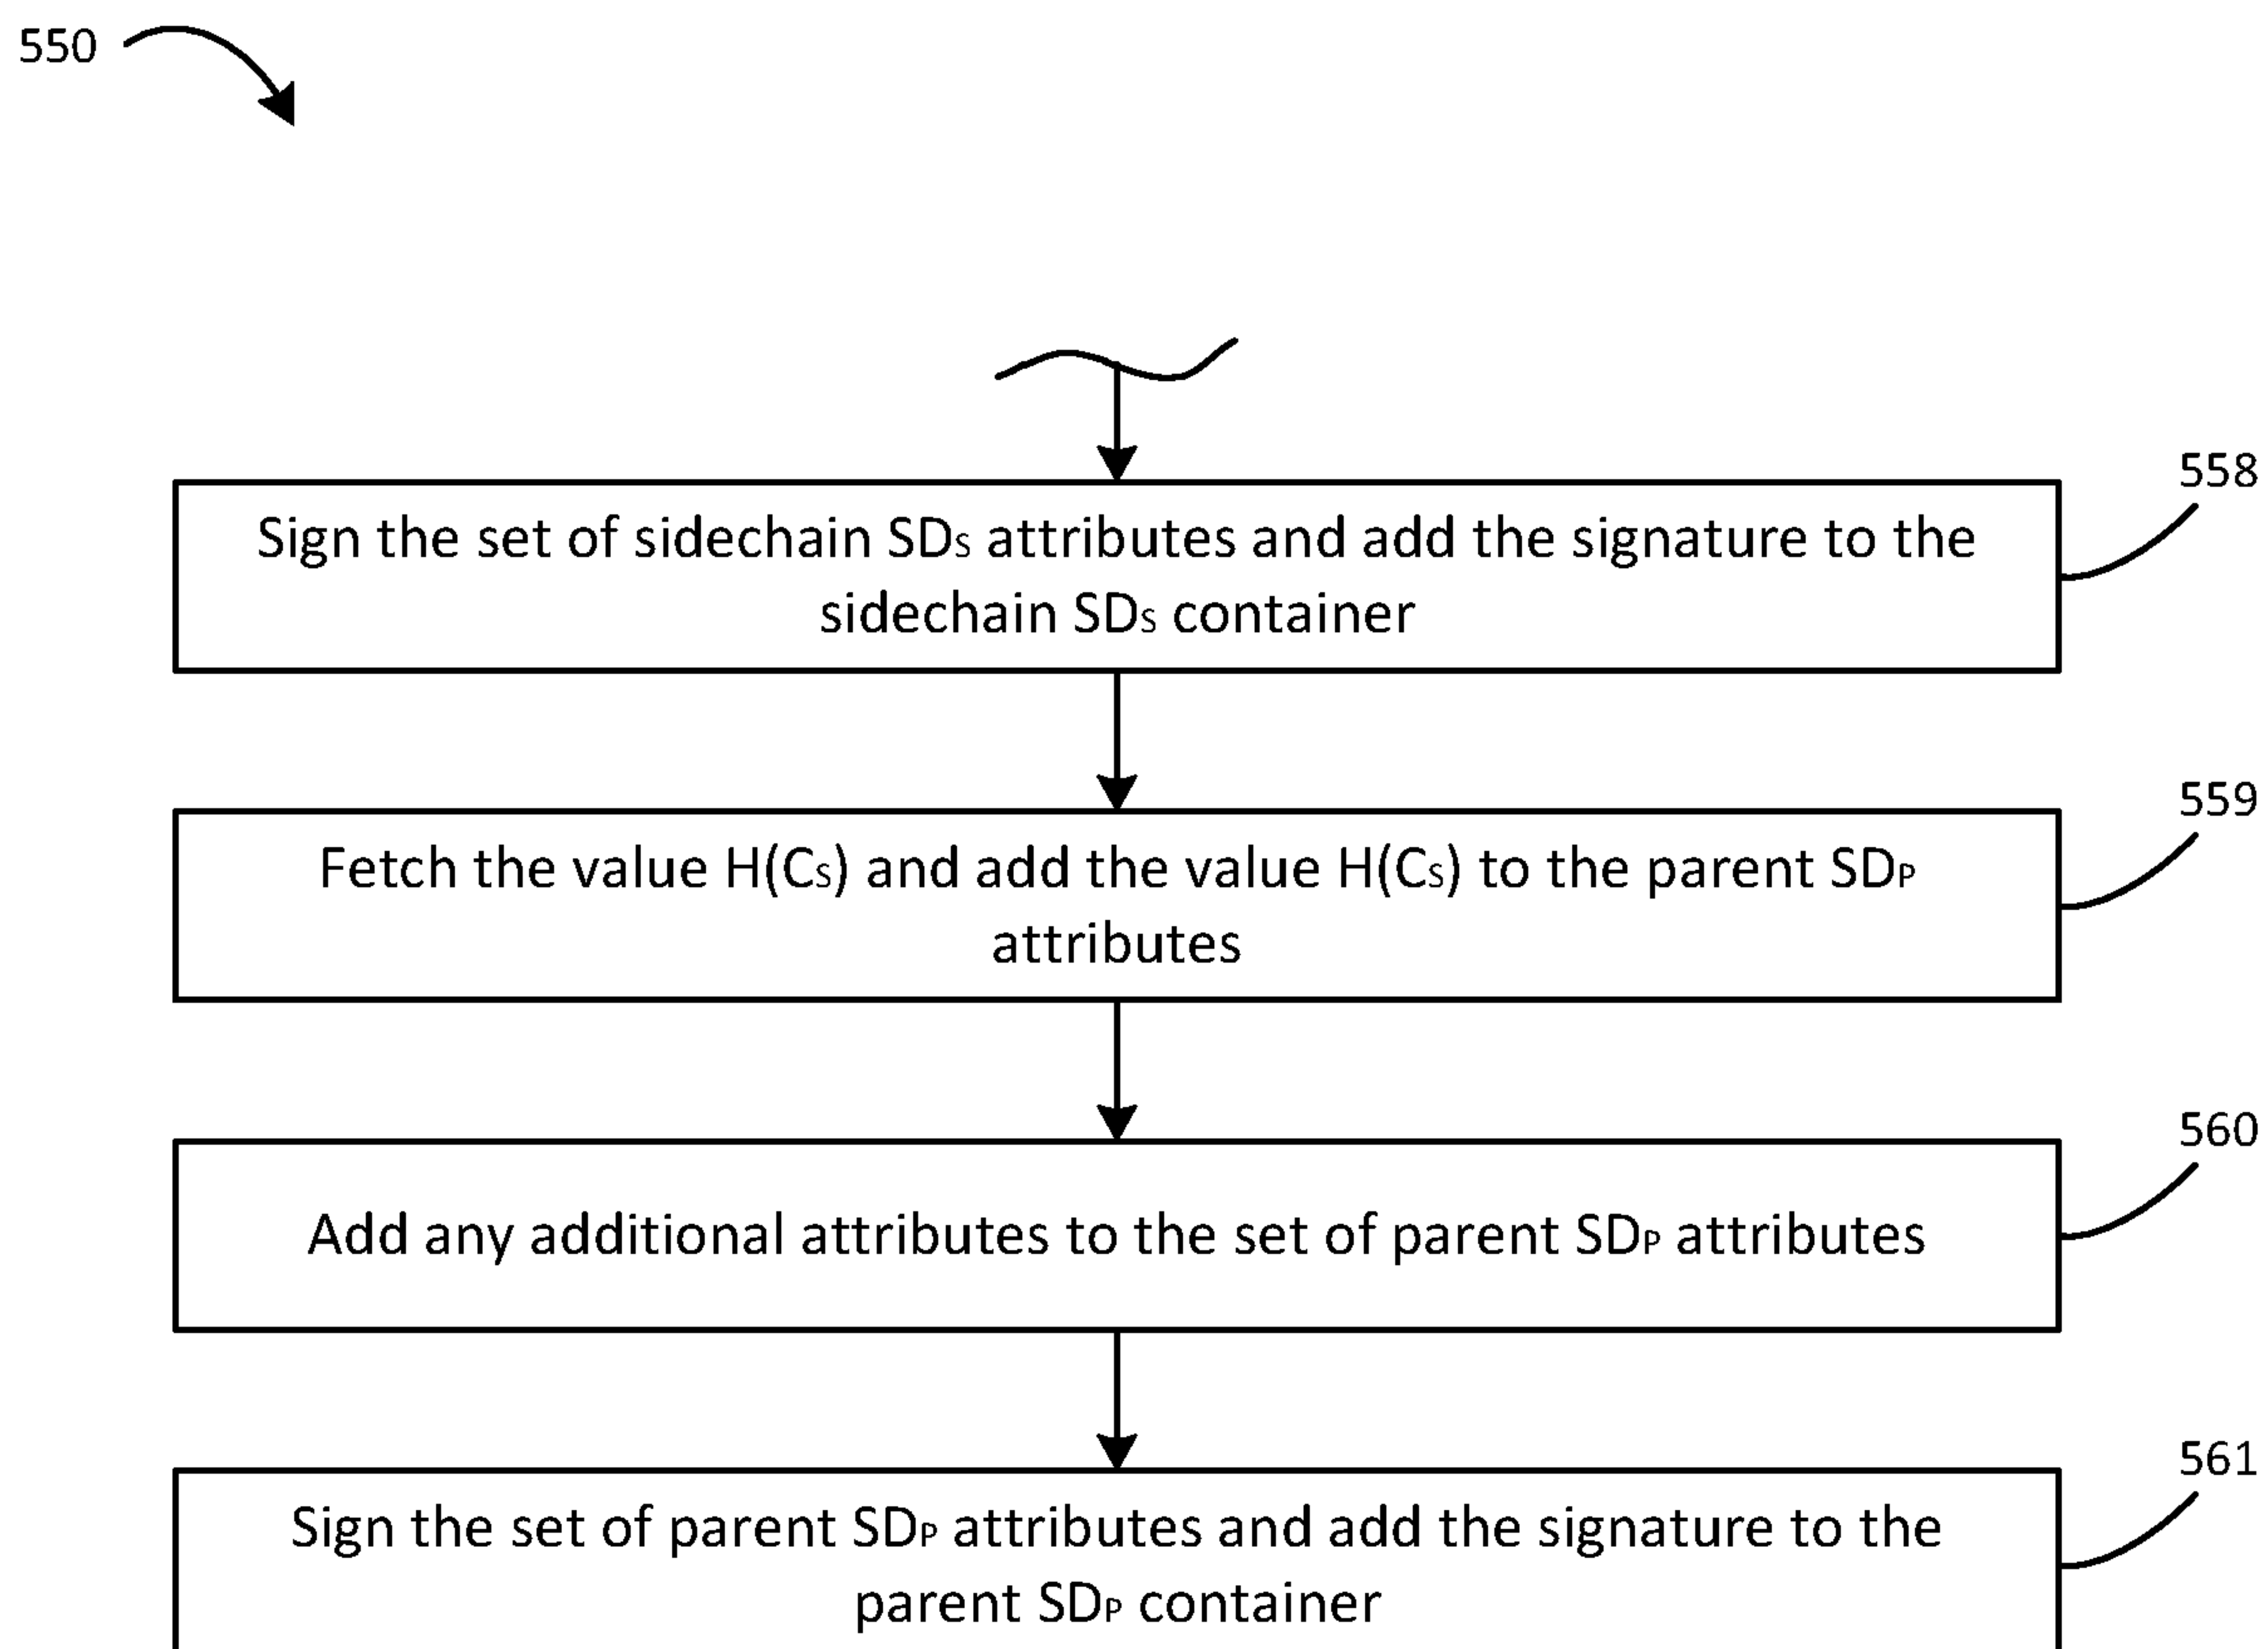 550
558
Sign the set of sidechain SDS attributes and add the signature to the
sidechain SDS container
559
Fetch the value H(CS) and add the value H(CS) to the parent SDP
attributes
560
Add any additional attributes to the set of parent SDP attributes
561
Sign the set of parent SDP attributes and add the signature to the
parent SDP container